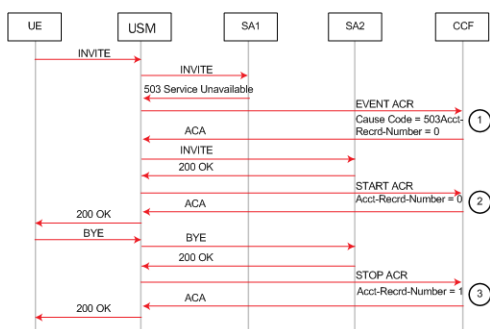 UE
USM
SA1
SA2
CCF
INVITE
INVITE
503 Service Unavailable
EVENT ACR
Cause Code = 503Acct-
Recrd-Number = 0
1
ACA
INVITE
200 OK
START ACR
Acct-Recrd-Number = 0
2
ACA
200 OK
BYE
BYE
200 OK
STOP ACR
Acct-Recrd-Number = 1
3
ACA
200 OK